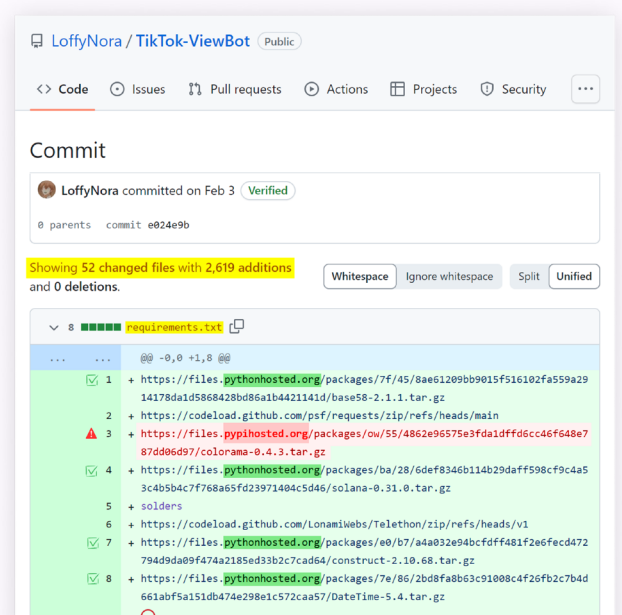 LoffyNora / TikTok-ViewBot Public
Code Issues Pull requests Actions Projects Security ...
Commit
LoffyNora committed on Feb 3 Verified
0 parents commit e024e9b
Showing 52 changed files with 2,619 additions
and 0 deletions.
Whitespace Ignore whitespace Split Unified
8 requirements.txt
... ... @@ -0,0 +1,8 @@
1 + https://files.pythonhosted.org/packages/7f/45/8ae61209bb9015f516102fa559a29
14178da1d5868428bd86a1b4421141d/base58-2.1.1.tar.gz
2 + https://codeload.github.com/psf/requests/zip/refs/heads/main
3 + https://files.pypihosted.org/packages/ow/55/4862e96575e3fda1dffd6cc46f648e7
87dd06d97/colorama-0.4.3.tar.gz
4 + https://files.pythonhosted.org/packages/ba/28/6def8346b114b29daff598cf9c4a5
3c4b5b4c7f768a65fd23971404c5d46/solana-0.31.0.tar.gz
5 + solders
6 + https://codeload.github.com/LonamiWebs/Telethon/zip/refs/heads/v1
7 + https://files.pythonhosted.org/packages/e0/b7/a4a032e94bcfdff481f2e6fecd472
794d9da09f474a2185ed33b2c7cad64/construct-2.10.68.tar.gz
8 + https://files.pythonhosted.org/packages/7e/86/2bd8fa8b63c91008c4f26fb2c7b4d
661abf5a151db474e298e1c572caa57/DateTime-5.4.tar.gz